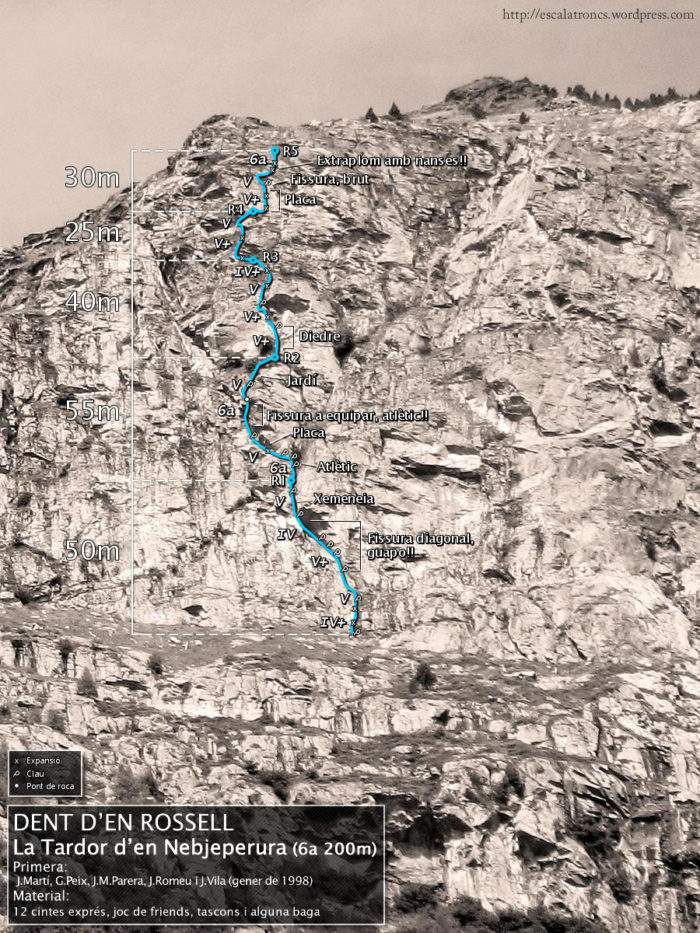 http://escalatroncs.wordpress.com
R5
6a
Extraplom amb nanses!!
30m
V
Fissura, brut
V+
Placa
R4
V
25m
V+
R3
IV+
V
40m
V+
V+
Diedre
R2
Jardí
V
55m
6a
Fissura a equipar, atlètic!!
Placa
V
6a
Atlètic
R1
V
Xemeneia
IV
Fissura diagonal,
guapo!!
50m
V+
V
IV+
x Expansió
Clau
Pont de roca
DENT D'EN ROSSELL
La Tardor d'en Nebjeperura (6a 200m)
Primera:
J.Martí, G.Peix, J.M.Parera, J.Romeu i J.Vila (gener de 1998)
Material:
12 cintes exprés, joc de friends, tascons i alguna baga